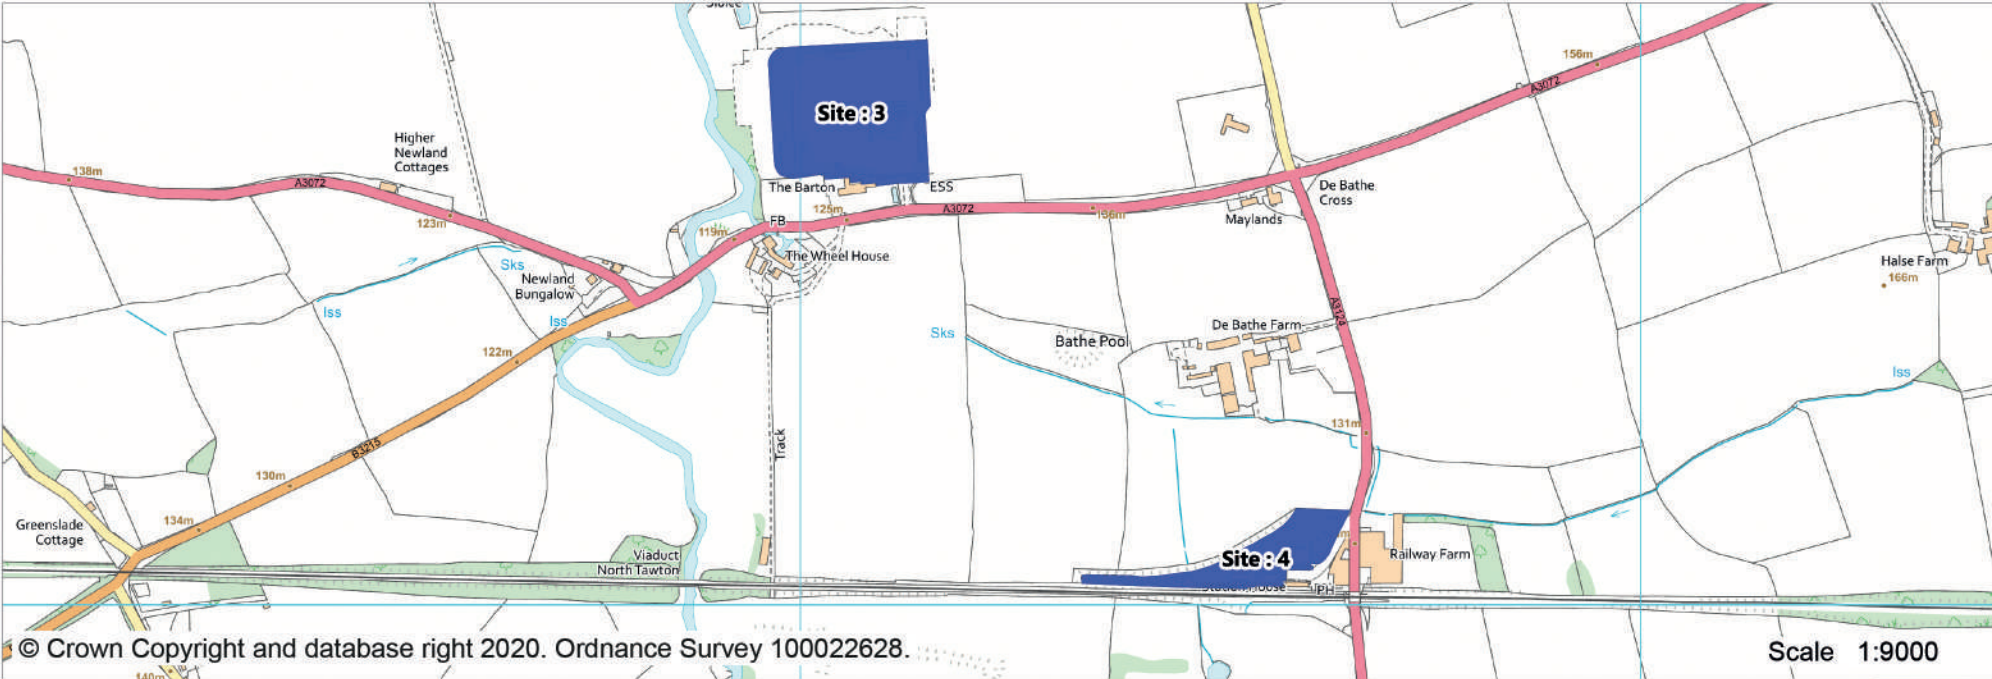 156m
A3072
Site : 3
Higher
Newland
Cottages
138m
A3072
The Barton
ESS
De Bathe
Cross
123m
125m
A3072
136m
Maylands
FB
119m
The Wheel House
Sks
Newland
Bungalow
Halse Farm
166m
Iss
Iss
A3124
De Bathe Farm
Sks
Bathe Pool
122m
Iss
131m
Track
B3215
130m
134m
Greenslade
Cottage
Viaduct
North Tawton
Site : 4
Railway Farm
PH
© Crown Copyright and database right 2020. Ordnance Survey 100022628.
Scale 1:9000
140m